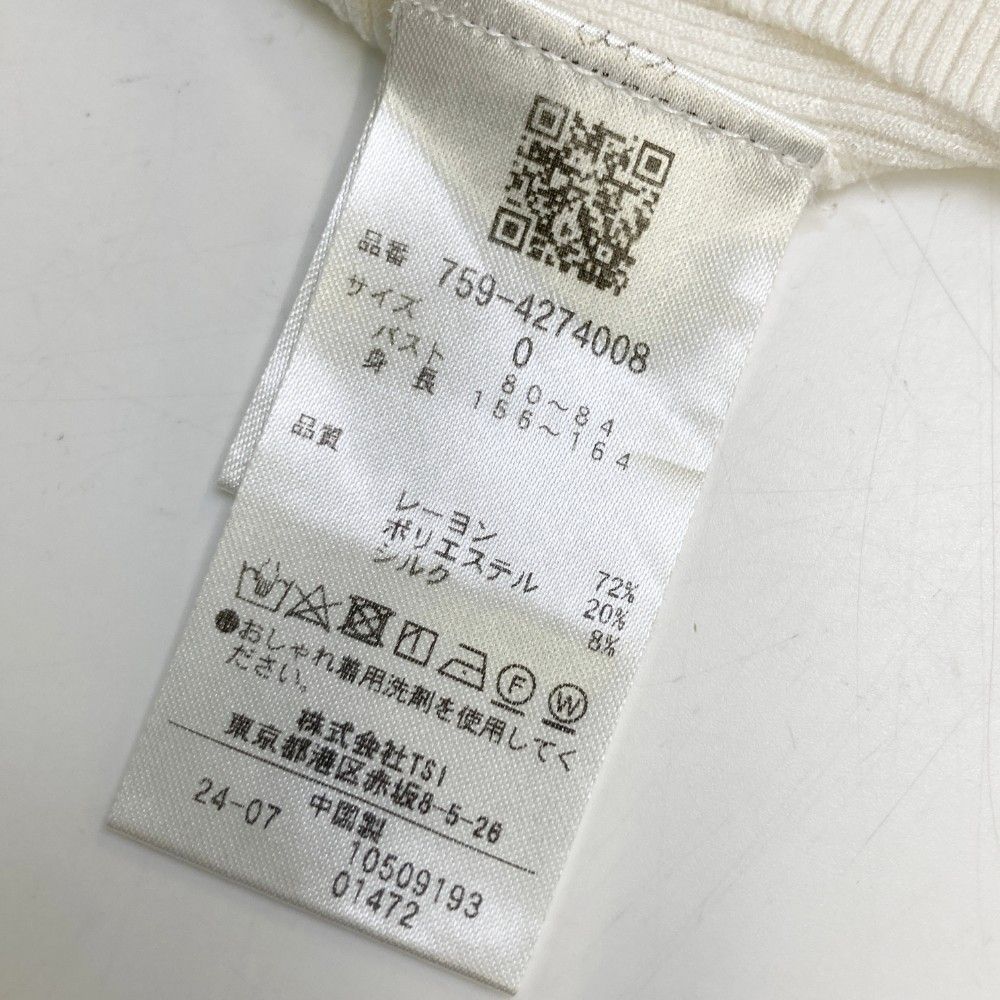 品番 759-4274008
サイズ 0
バスト 80~84
身長 156~164
品質
レーヨン 72%
ポリエステル 20%
シルク 8%
F W
●おしゃれ着用洗剤を使用してく
ださい。
株式会社TSI
東京都港区赤坂8-5-26
24-07 中国製
10509193
01472